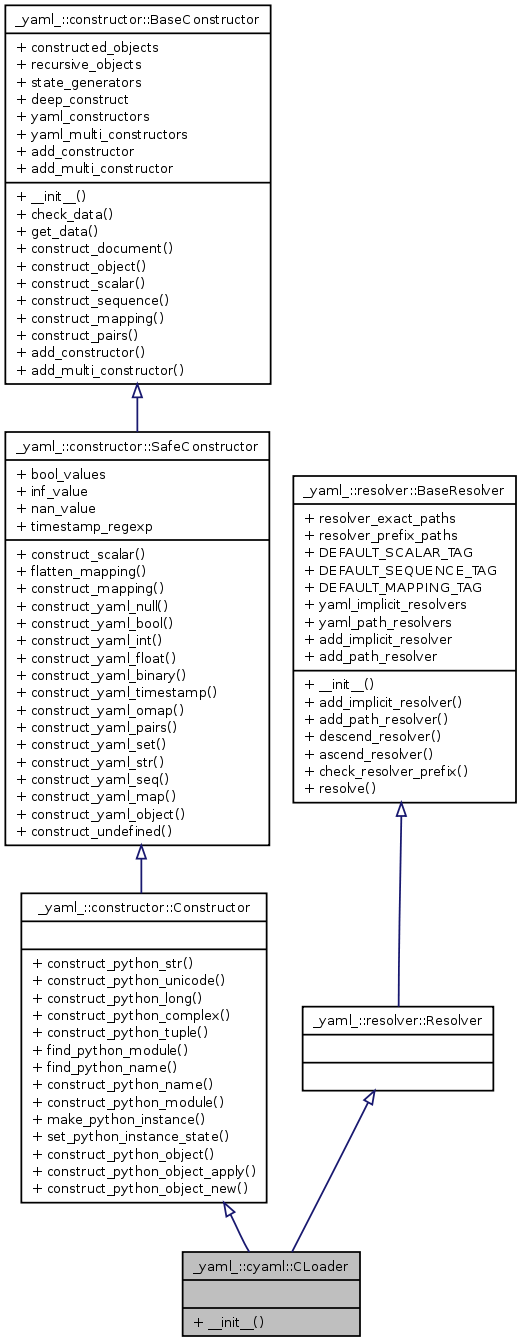 _yaml_::constructor::BaseConstructor
+ constructed_objects
+ recursive_objects
+ state_generators
+ deep_construct
+ yaml_constructors
+ yaml_multi_constructors
+ add_constructor
+ add_multi_constructor
+ __init__()
+ check_data()
+ get_data()
+ construct_document()
+ construct_object()
+ construct_scalar()
+ construct_sequence()
+ construct_mapping()
+ construct_pairs()
+ add_constructor()
+ add_multi_constructor()
_yaml_::constructor::SafeConstructor
+ bool_values
+ inf_value
+ nan_value
+ timestamp_regexp
+ construct_scalar()
+ flatten_mapping()
+ construct_mapping()
+ construct_yaml_null()
+ construct_yaml_bool()
+ construct_yaml_int()
+ construct_yaml_float()
+ construct_yaml_binary()
+ construct_yaml_timestamp()
+ construct_yaml_omap()
+ construct_yaml_pairs()
+ construct_yaml_set()
+ construct_yaml_str()
+ construct_yaml_seq()
+ construct_yaml_map()
+ construct_yaml_object()
+ construct_undefined()
_yaml_::resolver::BaseResolver
+ resolver_exact_paths
+ resolver_prefix_paths
+ DEFAULT_SCALAR_TAG
+ DEFAULT_SEQUENCE_TAG
+ DEFAULT_MAPPING_TAG
+ yaml_implicit_resolvers
+ yaml_path_resolvers
+ add_implicit_resolver
+ add_path_resolver
+ __init__()
+ add_implicit_resolver()
+ add_path_resolver()
+ descend_resolver()
+ ascend_resolver()
+ check_resolver_prefix()
+ resolve()
_yaml_::constructor::Constructor
+ construct_python_str()
+ construct_python_unicode()
+ construct_python_long()
+ construct_python_complex()
+ construct_python_tuple()
+ find_python_module()
+ find_python_name()
+ construct_python_name()
+ construct_python_module()
+ make_python_instance()
+ set_python_instance_state()
+ construct_python_object()
+ construct_python_object_apply()
+ construct_python_object_new()
_yaml_::resolver::Resolver
_yaml_::cyaml::CLoader
+ __init__()